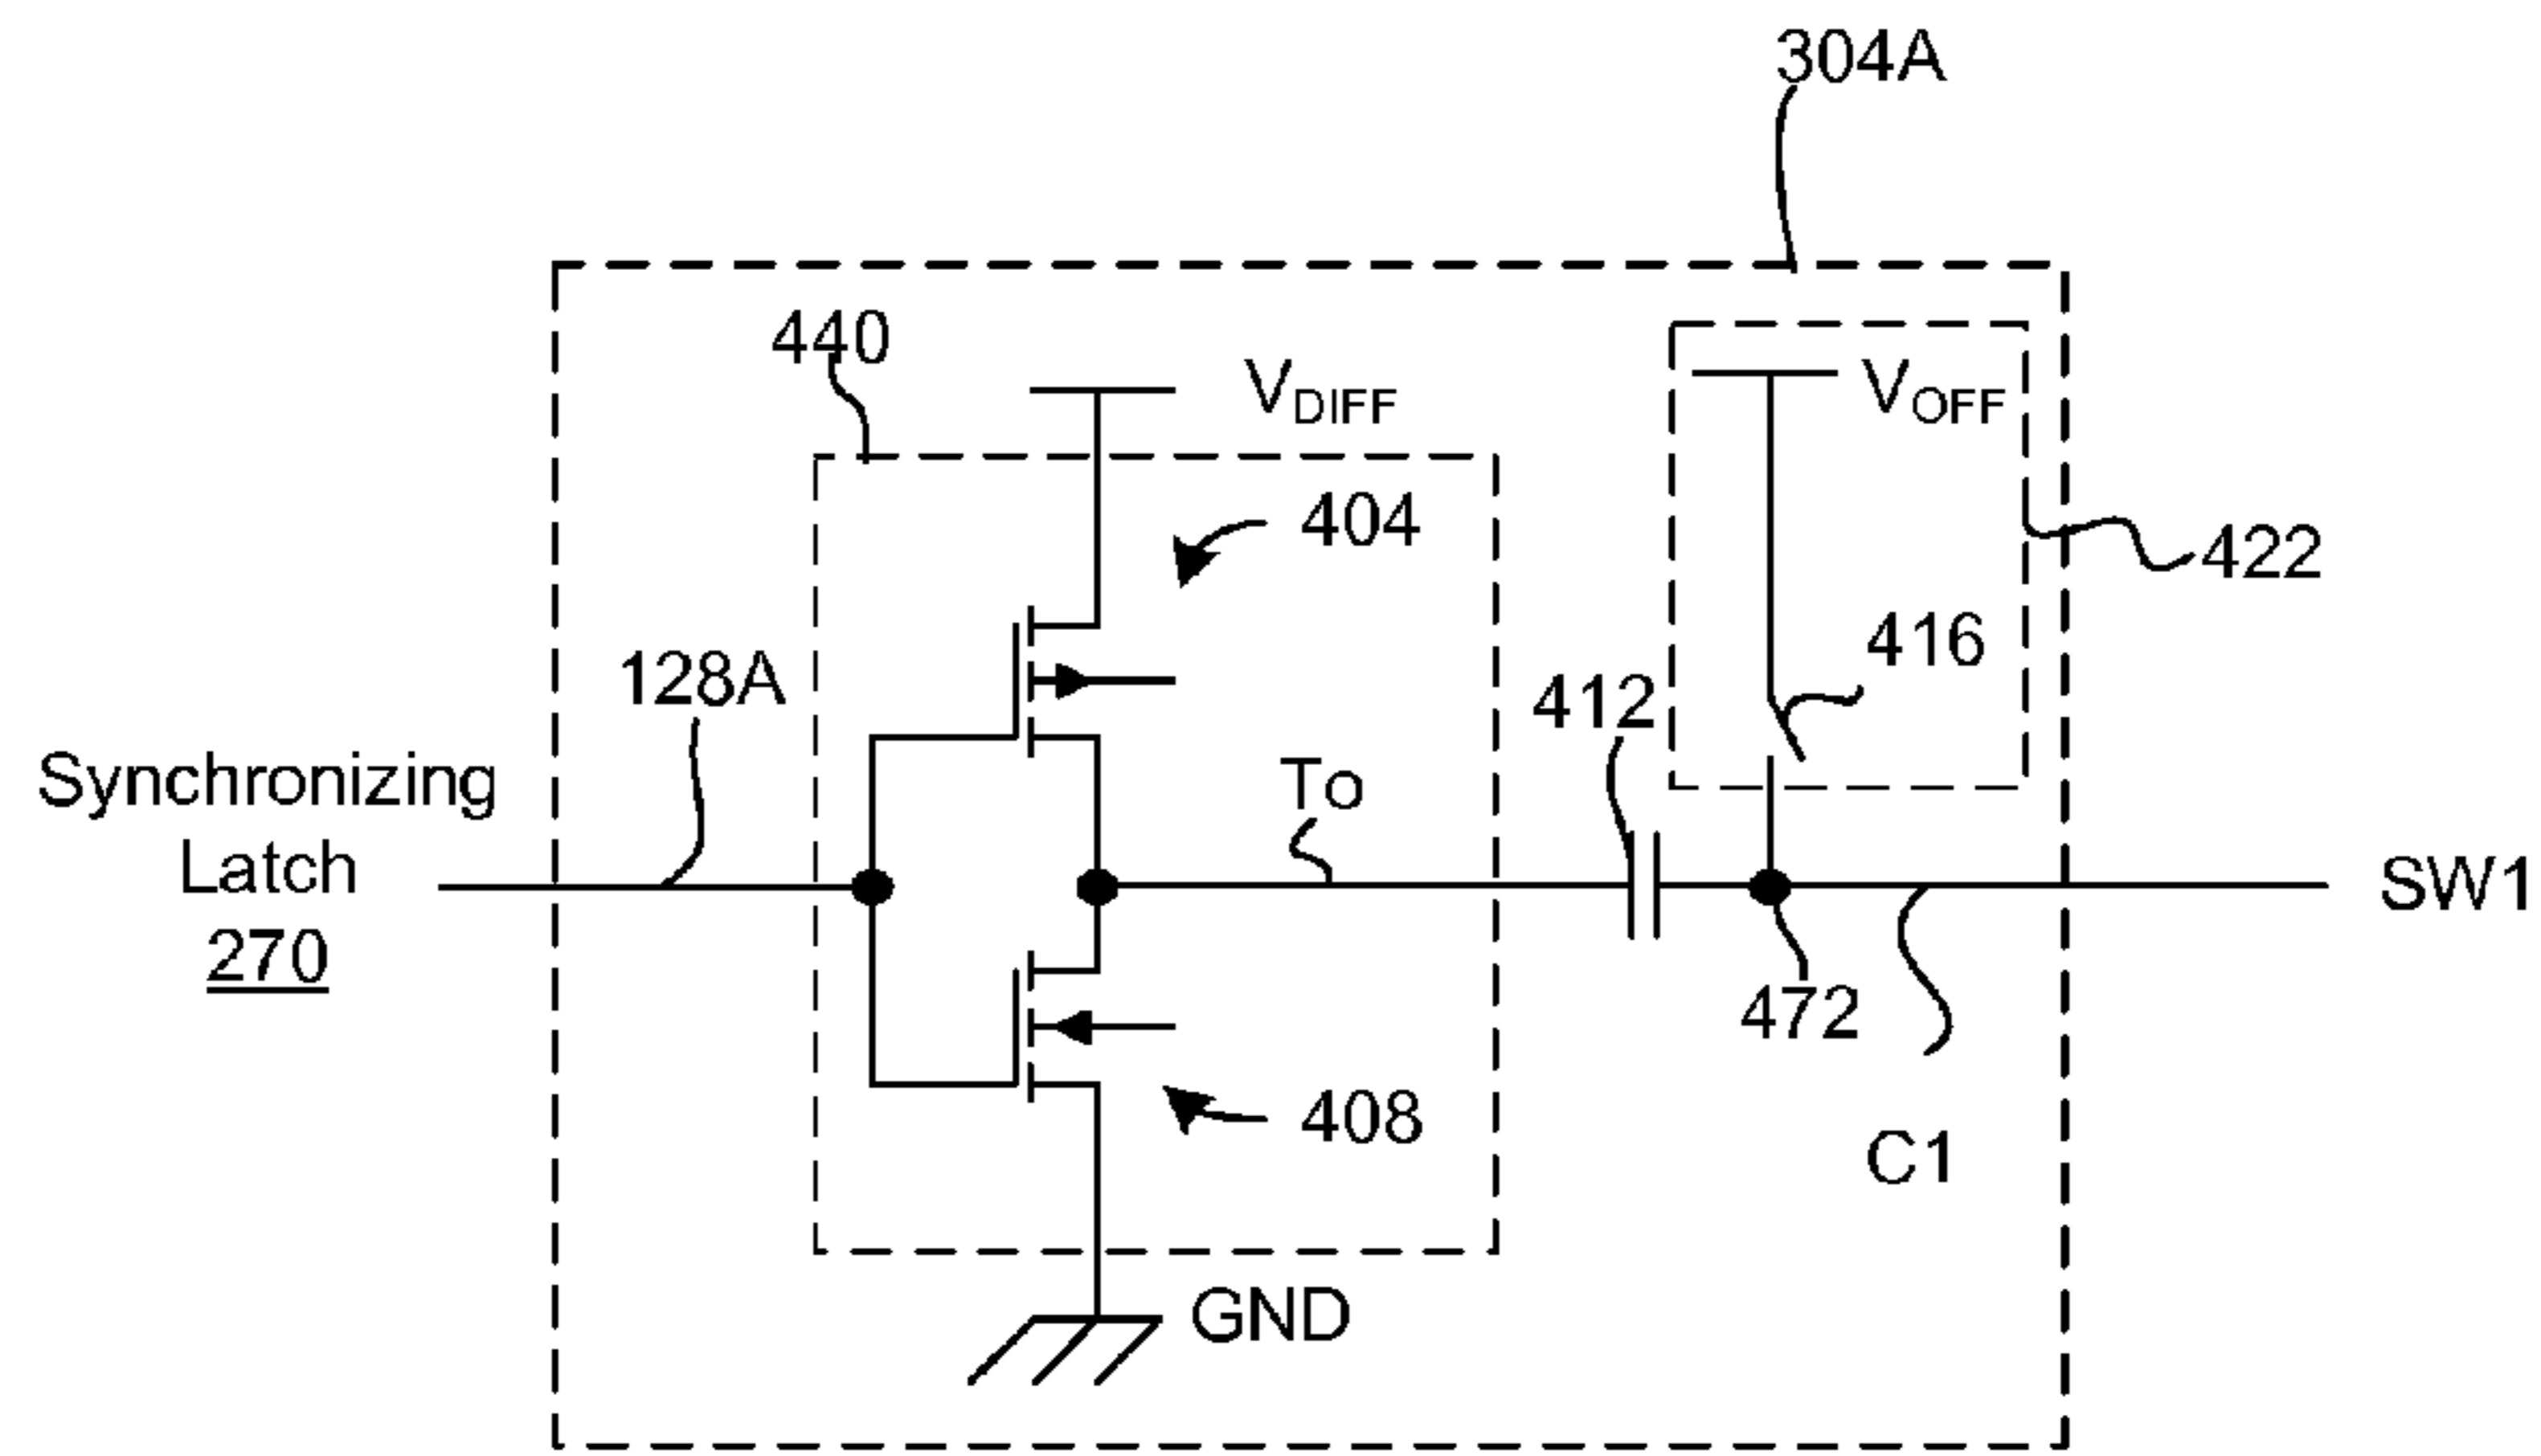 304A
440
VDIFF
VOFF
404
422
416
128A
412
Synchronizing
Latch
270
To
SW1
472
408
C1
GND